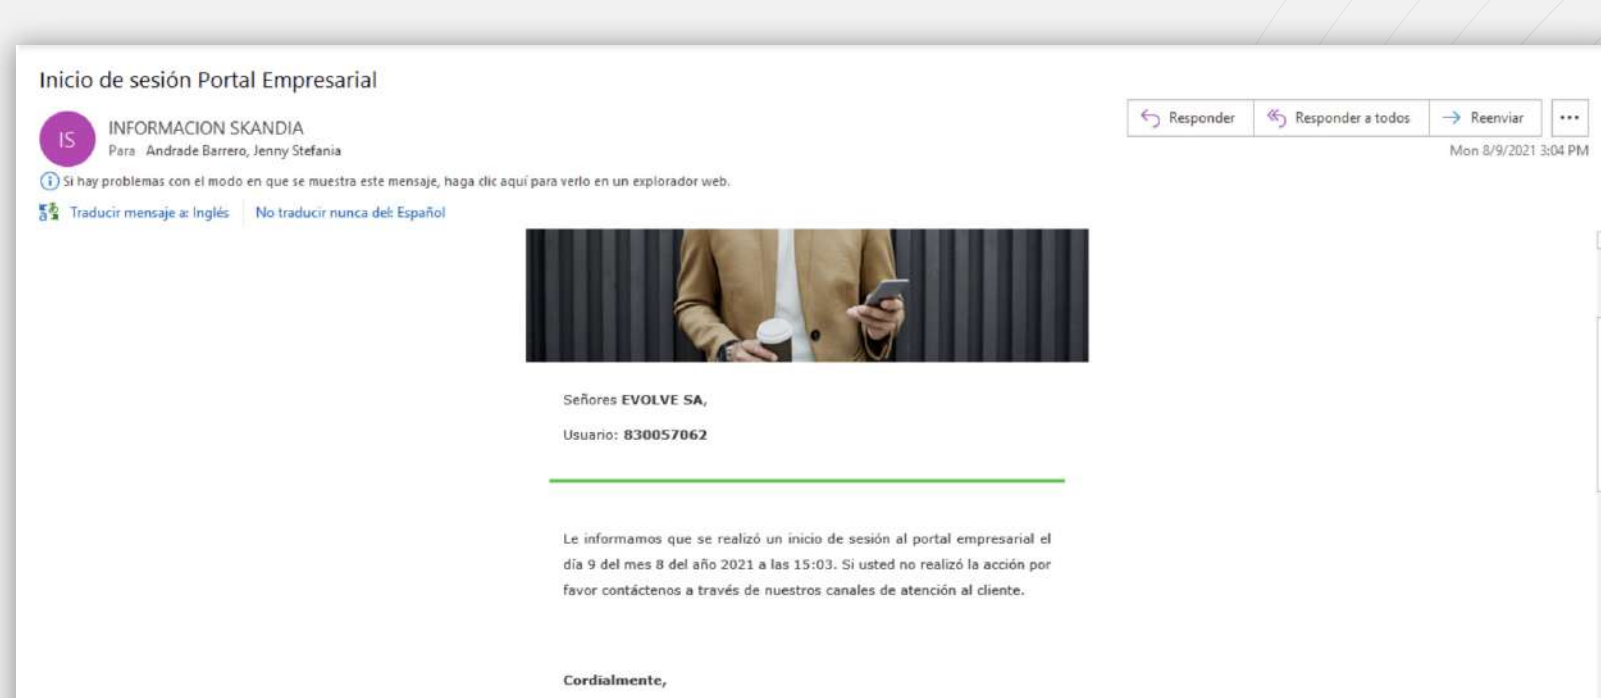 Inicio de sesión Portal Empresarial
IS
INFORMACION SKANDIA
Para Andrade Barrero, Jenny Stefania
Responder
Responder a todos
Reenviar
Mon 8/9/2021 3:04 PM
Si hay problemas con el modo en que se muestra este mensaje, haga clic aquí para verlo en un explorador web.
Traducir mensaje a: Inglés
No traducir nunca del: Español
Señores EVOLVE SA,
Usuario: 830057062
Le informamos que se realizó un inicio de sesión al portal empresarial el
día 9 del mes 8 del año 2021 a las 15:03. Si usted no realizó la acción por
favor contáctenos a través de nuestros canales de atención al cliente.
Cordialmente,